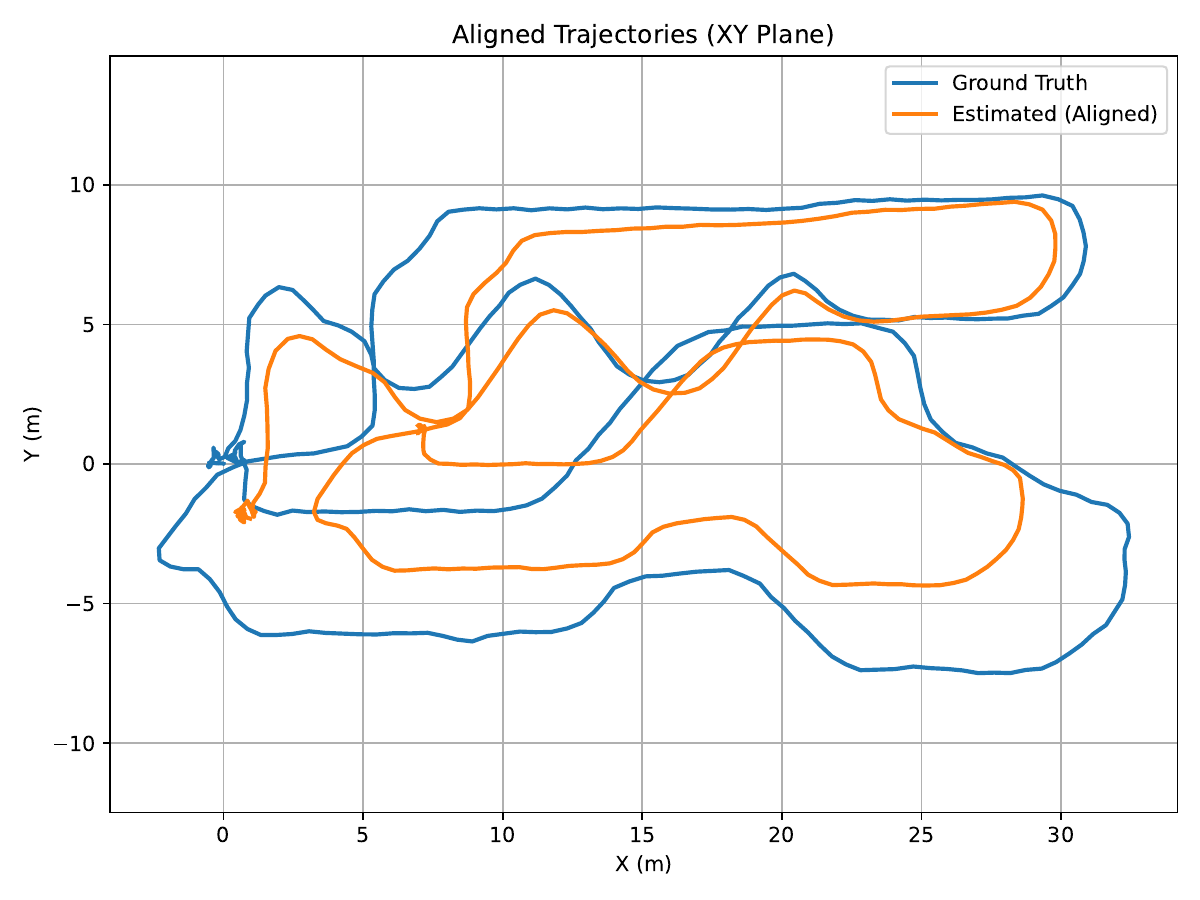 Aligned Trajectories (XY Plane)
Ground Truth
Estimated (Aligned)
10
5
0
−5
−10
Y (m)
0 5 10 15 20 25 30
X (m)